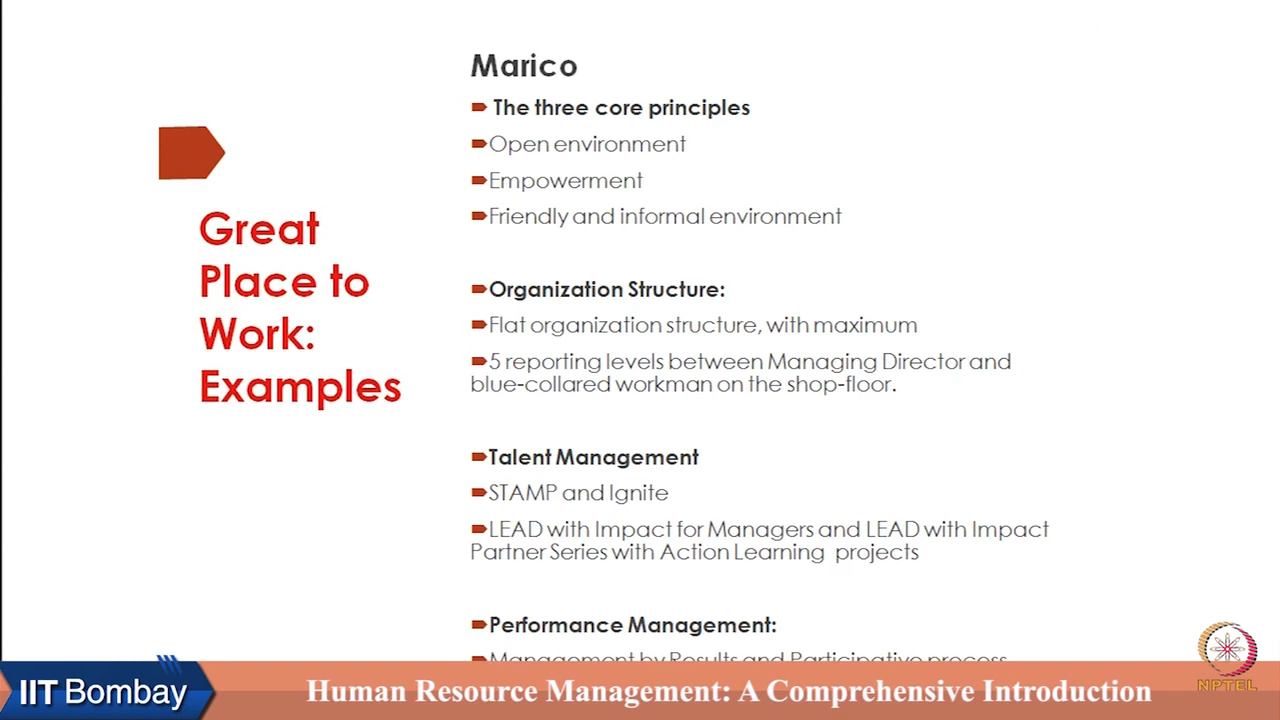 Great
Place to
Work:
Examples
Marico
The three core principles
Open environment
Empowerment
Friendly and informal environment
Organization Structure:
Flat organization structure, with maximum
5 reporting levels between Managing Director and
blue-collared workman on the shop-floor.
Talent Management
STAMP and Ignite
LEAD with Impact for Managers and LEAD with Impact
Partner Series with Action Learning projects
Performance Management:
Management by Results and Participative process
IIT Bombay
Human Resource Management: A Comprehensive Introduction
NPTEL